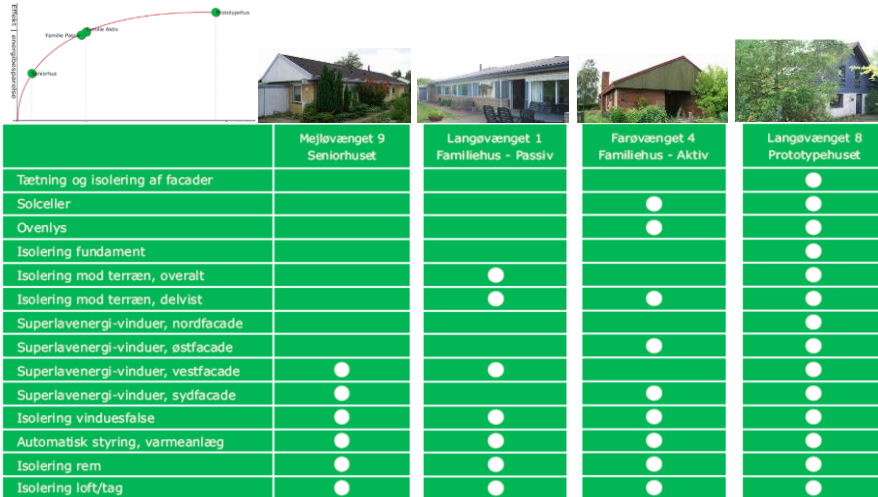 Effekt | energibesparelse
Prototypehus
Familie Aktiv
Familie Passiv
Seniorhus
Mejløvænget 9
Seniorhuset
Langøvænget 1
Familiehus - Passiv
Farøvænget 4
Familiehus - Aktiv
Langøvænget 8
Prototypehuset
Tætning og isolering af facader
Solceller
Ovenlys
Isolering fundament
Isolering mod terræn, overalt
Isolering mod terræn, delvist
Superlavenergi-vinduer, nordfacade
Superlavenergi-vinduer, østfacade
Superlavenergi-vinduer, vestfacade
Superlavenergi-vinduer, sydfacade
Isolering vinduesfalse
Automatisk styring, varmeanlæg
Isolering rem
Isolering loft/tag